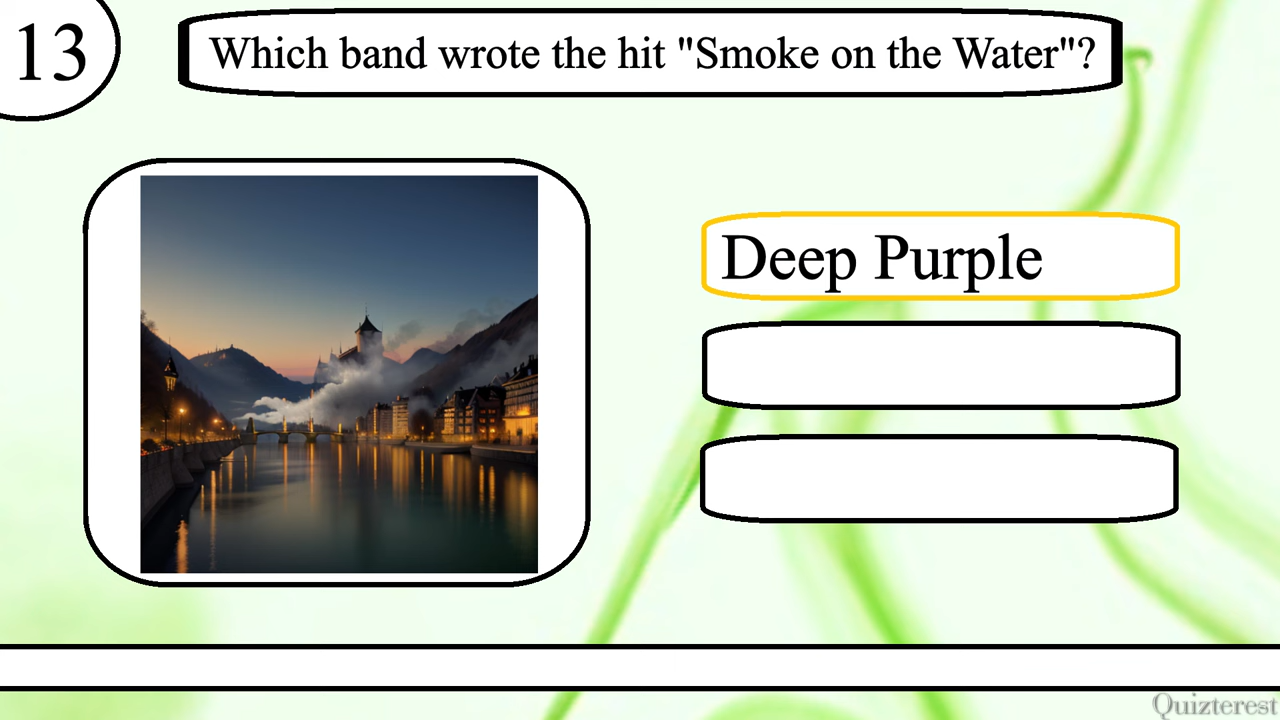 13
Which band wrote the hit "Smoke on the Water"?
Deep Purple
Quizterest